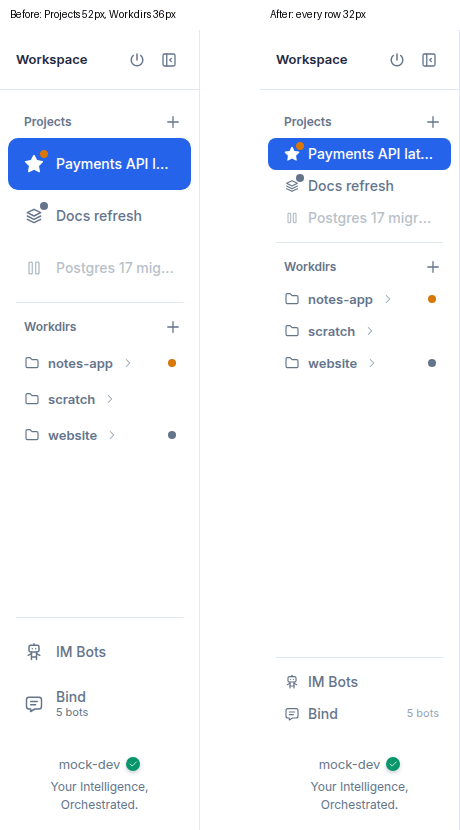 Before: Projects 52px, Workdirs 36px
Workspace
Projects
Payments API l...
Docs refresh
Postgres 17 mig...
Workdirs
notes-app
scratch
website
IM Bots
Bind
5 bots
mock-dev
Your Intelligence,
Orchestrated.
After: every row 32px
Workspace
Projects
Payments API lat...
Docs refresh
Postgres 17 migr...
Workdirs
notes-app
scratch
website
IM Bots
Bind 5 bots
mock-dev
Your Intelligence,
Orchestrated.